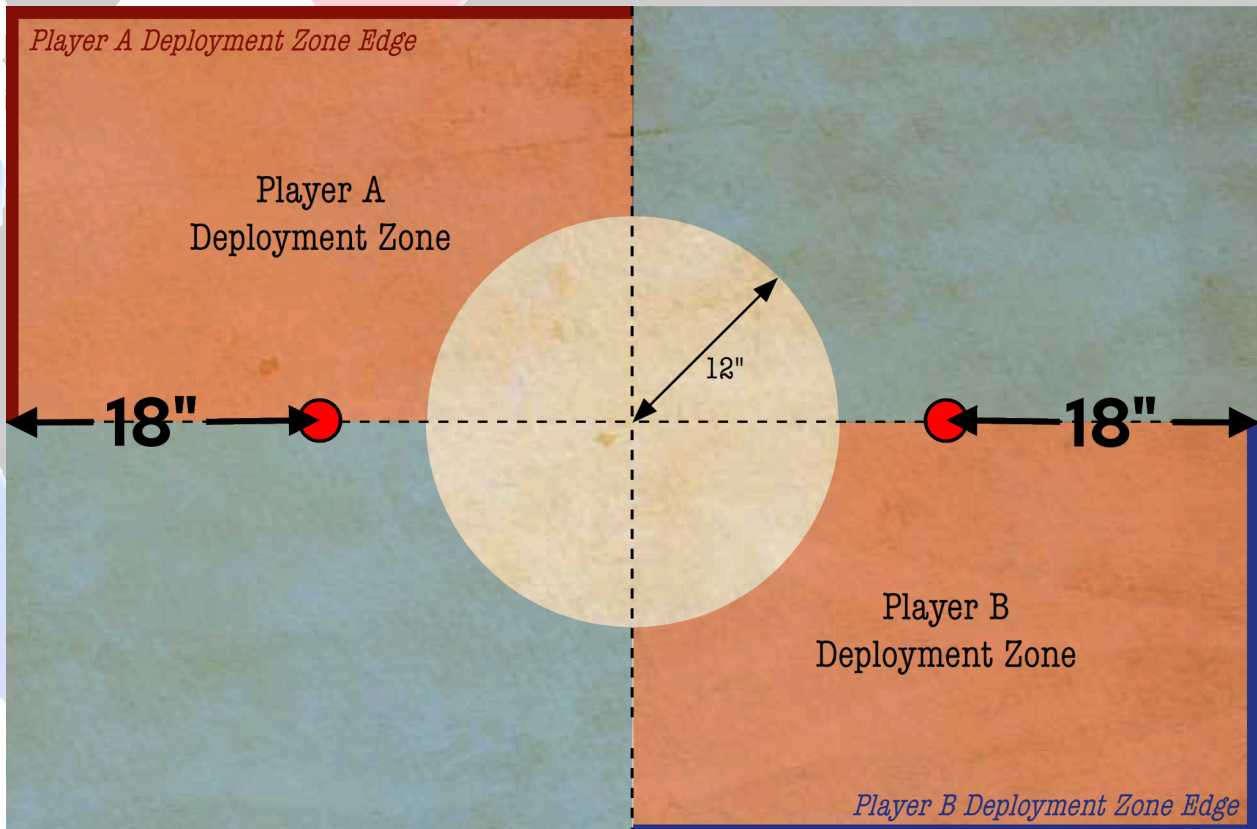 Player A Deployment Zone Edge
Player A
Deployment Zone
12"
18"
18"
Player B
Deployment Zone
Player B Deployment Zone Edge